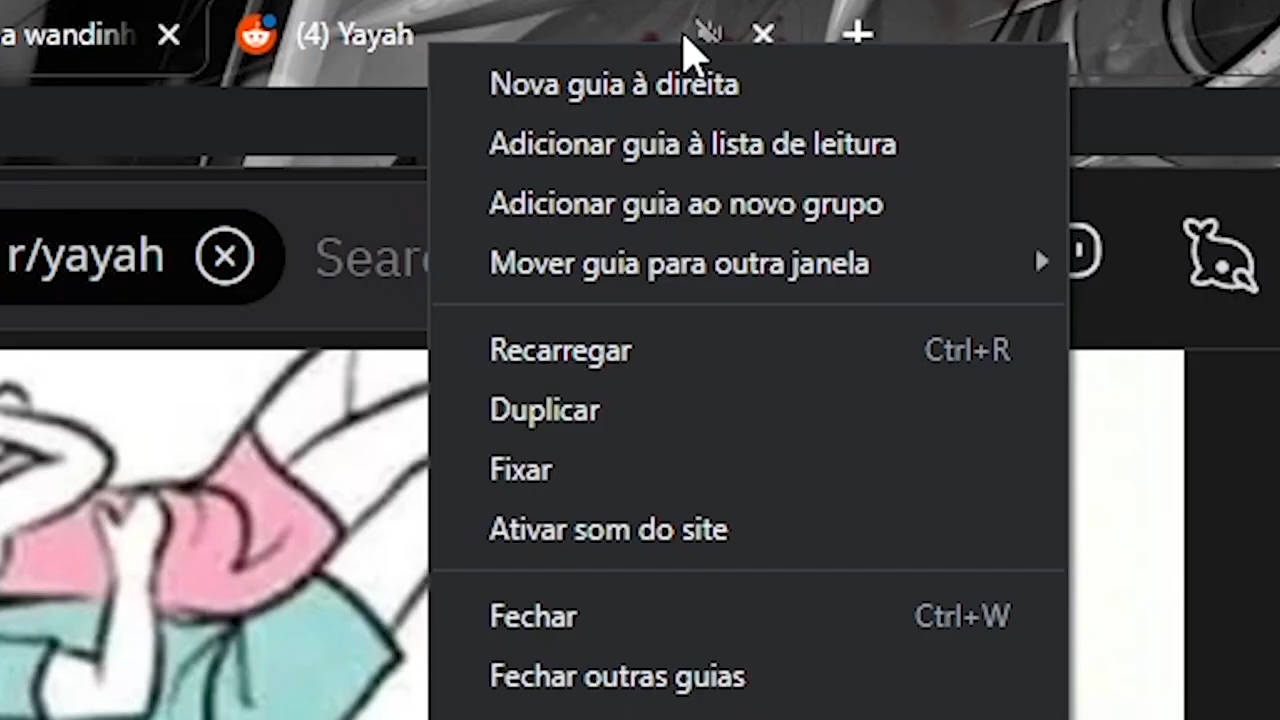 a wandinh
(4) Yayah
Nova guia à direita
Adicionar guia à lista de leitura
Adicionar guia ao novo grupo
r/yayah
Sear
Mover guia para outra janela
Recarregar Ctrl+R
Duplicar
Fixar
Ativar som do site
Fechar Ctrl+W
Fechar outras guias